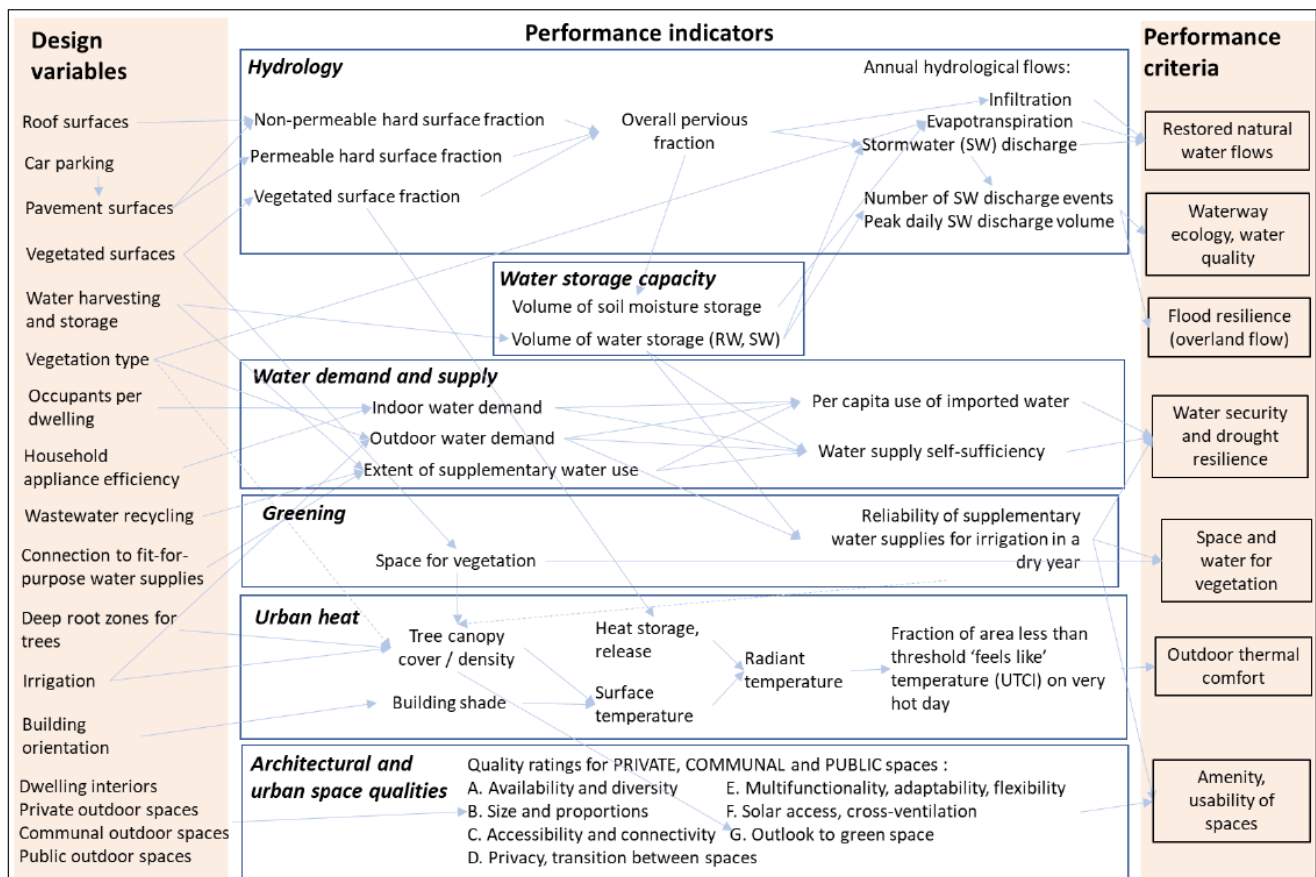 Design
variables
Roof surfaces
Car parking
Pavement surfaces
Vegetated surfaces
Water harvesting
and storage
Vegetation type
Occupants per
dwelling
Household
appliance efficiency
Wastewater recycling
Connection to fit-for-
purpose water supplies
Deep root zones for
trees
Irrigation
Building
orientation
Dwelling interiors
Private outdoor spaces
Communal outdoor spaces
Public outdoor spaces
Performance indicators
Hydrology
Annual hydrological flows:
Non-permeable hard surface fraction
Permeable hard surface fraction
Vegetated surface fraction
Overall pervious
fraction
Infiltration
Evapotranspiration
Stormwater (SW) discharge
Number of SW discharge events
Peak daily SW discharge volume
Water storage capacity
Volume of soil moisture storage
Volume of water storage (RW, SW)
Water demand and supply
Indoor water demand
Outdoor water demand
Extent of supplementary water use
Per capita use of imported water
Water supply self-sufficiency
Greening
Space for vegetation
Reliability of supplementary
water supplies for irrigation in a
dry year
Urban heat
Tree canopy
cover / density
Building shade
Heat storage,
release
Surface
temperature
Radiant
temperature
Fraction of area less than
threshold ‘feels like’
temperature (UTCI) on very
hot day
Architectural and
urban space qualities
Quality ratings for PRIVATE, COMMUNAL and PUBLIC spaces :
A. Availability and diversity
B. Size and proportions
C. Accessibility and connectivity
D. Privacy, transition between spaces
E. Multifunctionality, adaptability, flexibility
F. Solar access, cross-ventilation
G. Outlook to green space
Performance
criteria
Restored natural
water flows
Waterway
ecology, water
quality
Flood resilience
(overland flow)
Water security
and drought
resilience
Space and
water for
vegetation
Outdoor thermal
comfort
Amenity,
usability of
spaces